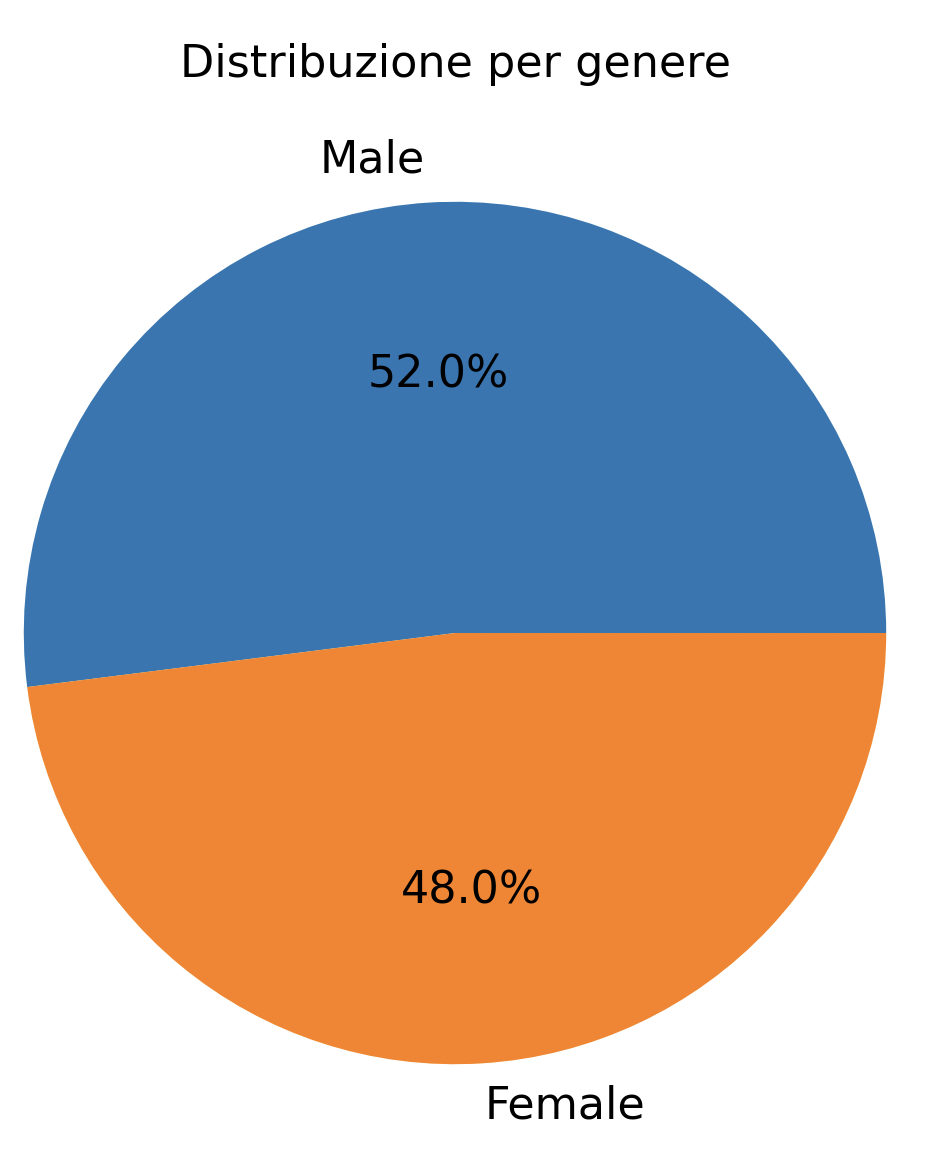 Distribuzione per genere
Male
52.0%
48.0%
Female